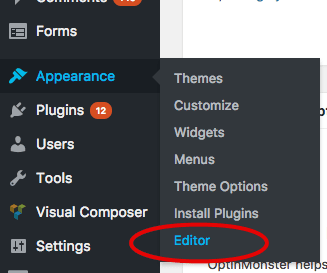 Forms
Appearance
Themes
Customize
Plugins 12
Widgets
Users
Menus
Tools
Theme Options
Visual Composer
Install Plugins
Settings
Editor
OptinMonster helps